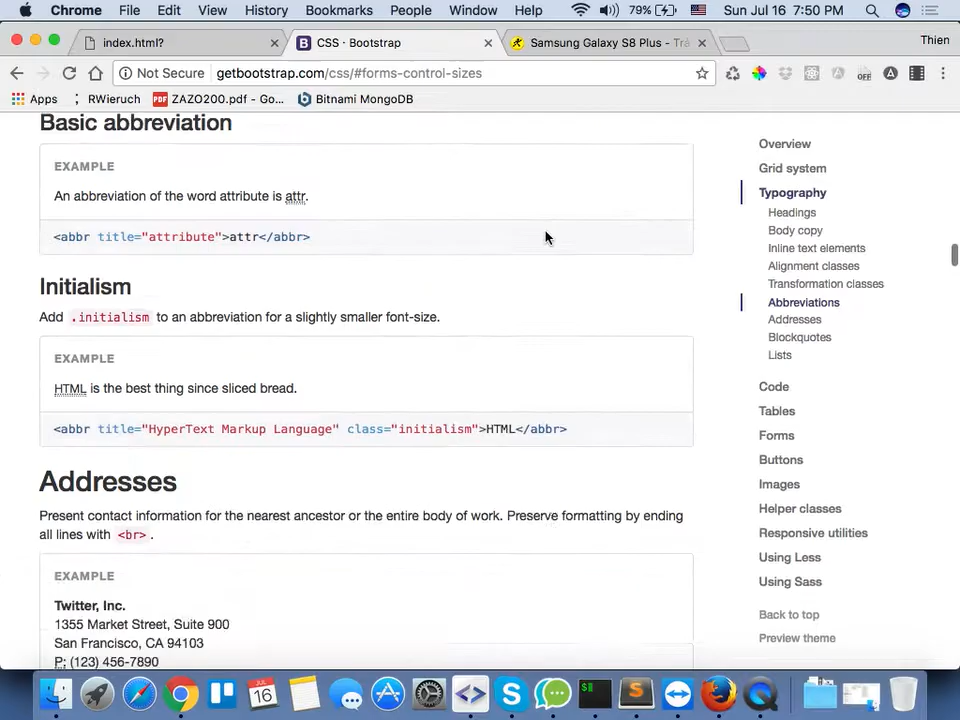 Chrome File Edit View History Bookmarks People Window Help 79% Sun Jul 16 7:50 PM
index.html? CSS · Bootstrap Samsung Galaxy S8 Plus - Trả Thien
Not Secure getbootstrap.com/css/#forms-control-sizes OFF
Apps RWieruch PDF ZAZO200.pdf - Go... Bitnami MongoDB
Basic abbreviation
EXAMPLE
An abbreviation of the word attribute is attr.
<abbr title="attribute">attr</abbr>
Initialism
Add .initialism to an abbreviation for a slightly smaller font-size.
EXAMPLE
HTML is the best thing since sliced bread.
<abbr title="HyperText Markup Language" class="initialism">HTML</abbr>
Addresses
Present contact information for the nearest ancestor or the entire body of work. Preserve formatting by ending
all lines with <br> .
EXAMPLE
Twitter, Inc.
1355 Market Street, Suite 900
San Francisco, CA 94103
P: (123) 456-7890
Overview
Grid system
Typography
Headings
Body copy
Inline text elements
Alignment classes
Transformation classes
Abbreviations
Addresses
Blockquotes
Lists
Code
Tables
Forms
Buttons
Images
Helper classes
Responsive utilities
Using Less
Using Sass
Back to top
Preview theme
JUL
16